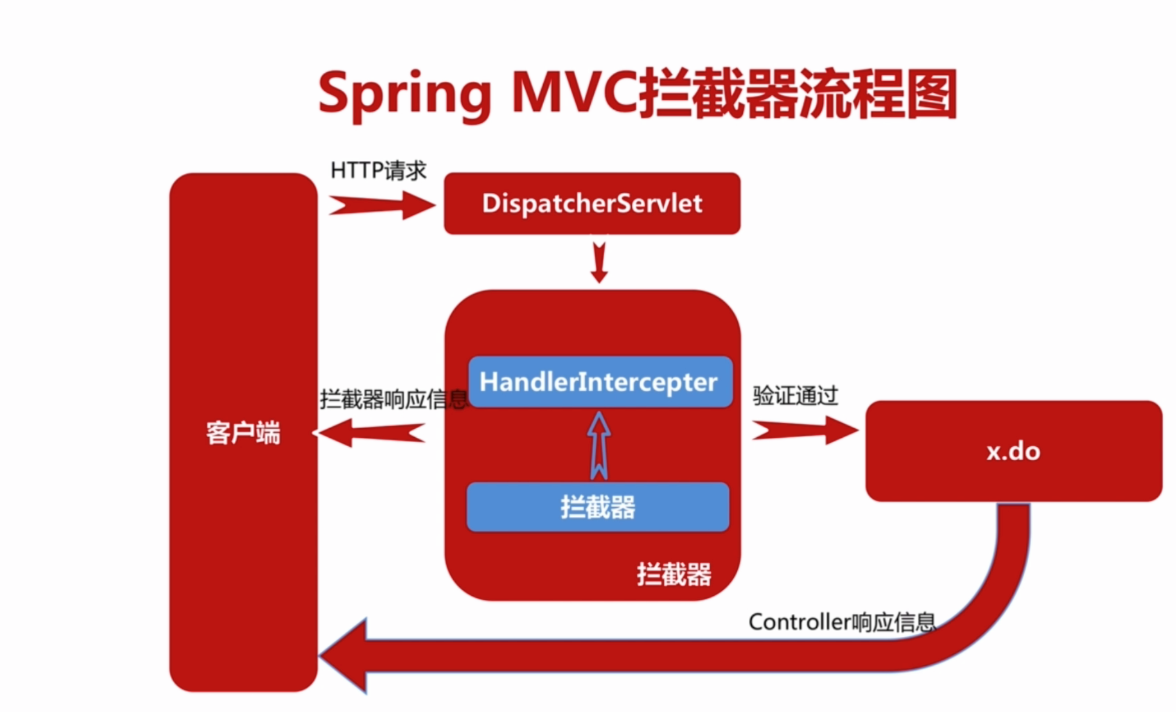 Spring MVC拦截器流程图
HTTP请求
DispatcherServlet
HandlerIntercepter
拦截器响应信息
验证通过
客户端
x.do
拦截器
拦截器
Controller响应信息